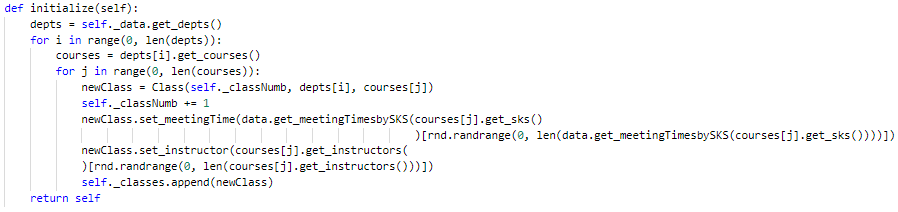 def initialize(self):
    depts = self._data.get_depts()
    for i in range(0, len(depts)):
        courses = depts[i].get_courses()
        for j in range(0, len(courses)):
            newClass = Class(self._classNumb, depts[i], courses[j])
            self._classNumb += 1
            newClass.set_meetingTime(data.get_meetingTimesbySKS(courses[j].get_sks()
                                                                )[rnd.randrange(0, len(data.get_meetingTimesbySKS(courses[j].get_sks())))])
            newClass.set_instructor(courses[j].get_instructors(
            )[rnd.randrange(0, len(courses[j].get_instructors()))])
            self._classes.append(newClass)
    return self